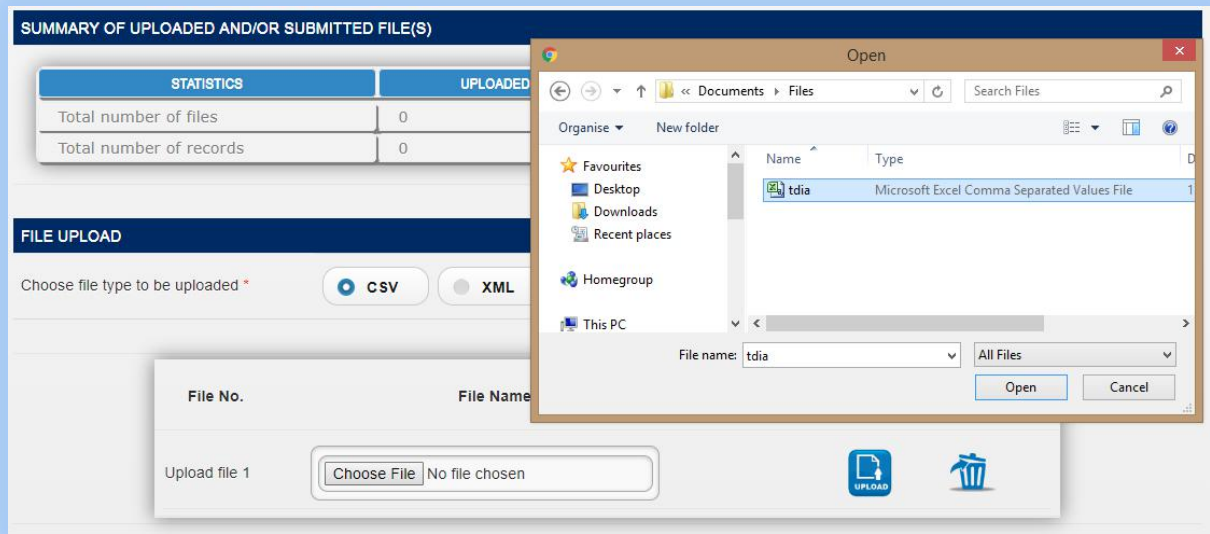 SUMMARY OF UPLOADED AND/OR SUBMITTED FILE(S)
STATISTICS UPLOADED
Total number of files 0
Total number of records 0
FILE UPLOAD
Choose file type to be uploaded * CSV XML
File No. File Name
Upload file 1 Choose File No file chosen UPLOAD
Open
« Documents Files Search Files
Organise New folder
Name Type D
Favourites
Desktop
Downloads
Recent places
Homegroup
This PC
tdia Microsoft Excel Comma Separated Values File 1
File name: tdia All Files
Open Cancel